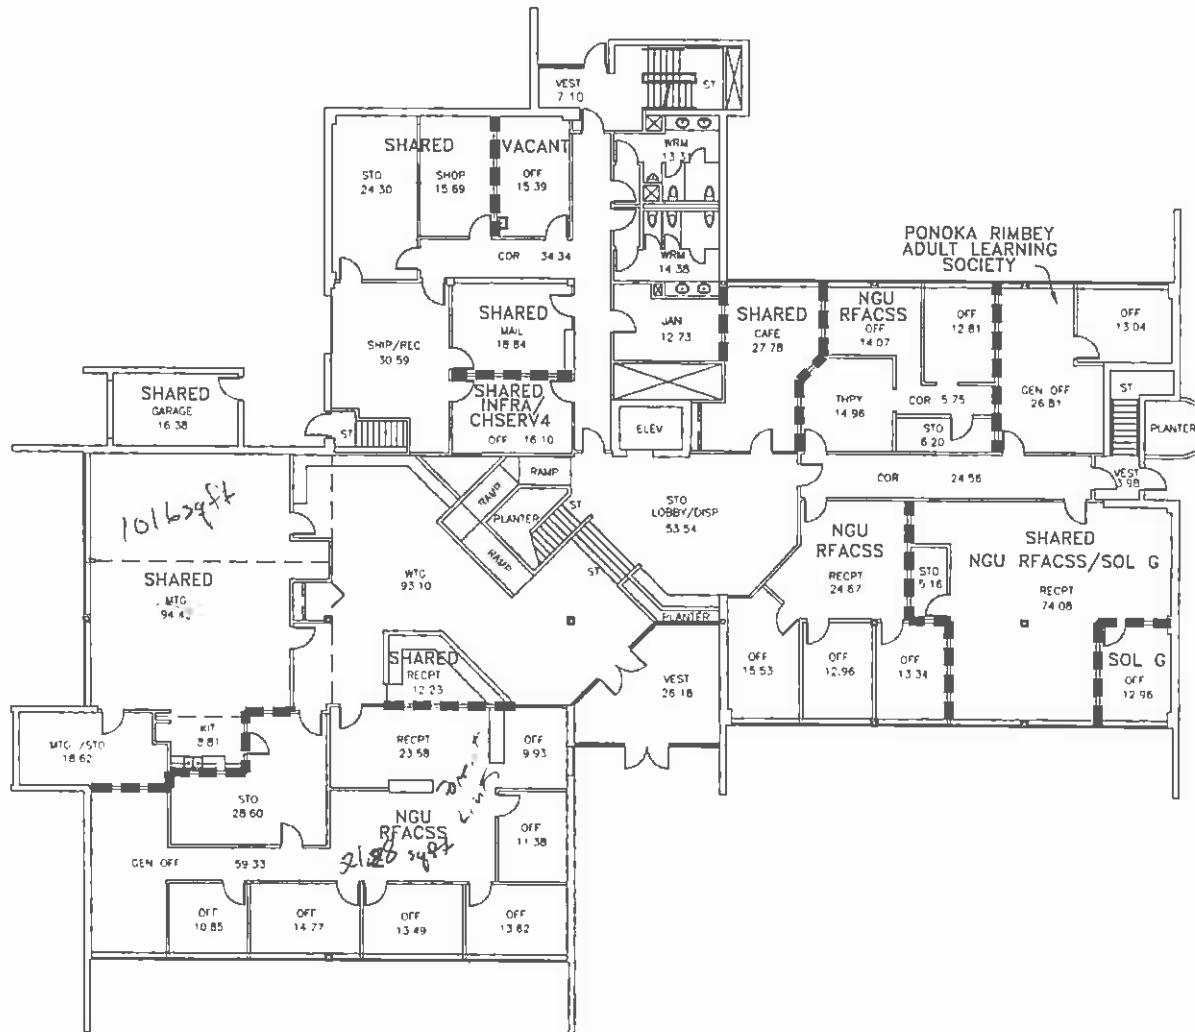 VEST
7.10
ST
SHARED
VACANT
STO
24.30
SHOP
15.69
OFF
15.39
WRM
13.31
COR 34.34
WRM
14.38
PONOKA RIMBEY
ADULT LEARNING
SOCIETY
SHARED
MAIL
18.84
SHIP/REC
30.59
JAN
12.73
SHARED
CAFE
27.78
NGU
RFACSS
OFF
14.07
OFF
12.81
OFF
13.04
GEN OFF
26.81
ST
PLANTER
SHARED
GARAGE
16.38
SHARED
INFRA/
CHSERV4
OFF 16.10
ST
ELEV
THPY
14.96
COR 5.75
STO
6.20
RAMP
RAMP
PLANTER
RAMP
ST
ST
STO
LOBBY/DISP
53.54
COR 24.56
VEST
3.98
1016 sqft
SHARED
MTG
WTG
93.10
NGU
RFACSS
RECPT
24.67
STO
5.16
SHARED
NGU RFACSS/SOL G
RECPT
74.08
PLANTER
SHARED
RECPT
12.23
VEST
26.18
OFF
15.53
OFF
12.96
OFF
13.34
SOL G
OFF
12.96
MTG /STO
18.62
KIT
8.81
RECPT
23.58
OFF
9.93
STO
28.60
NGU
RFACSS
sqft
OFF
11.38
GEN OFF 59.33
OFF
10.85
OFF
14.77
OFF
13.49
OFF
13.62